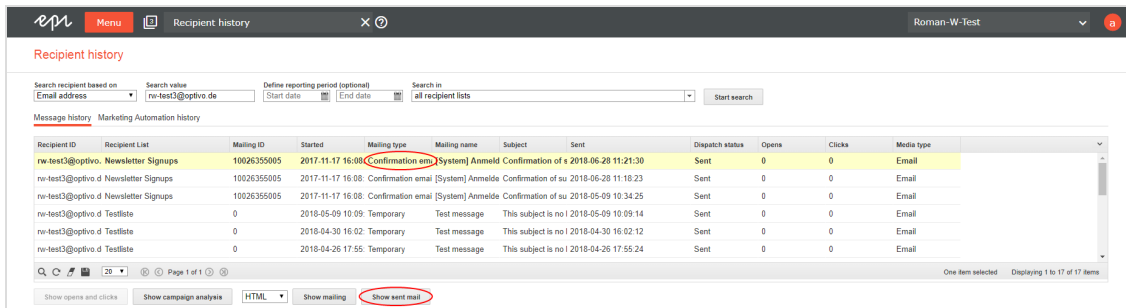 epi Menu 3 Recipient history Roman-W-Test a
Recipient history
Search recipient based on Search value Define reporting period (optional) Search in
Email address rw-test3@optivo.de Start date End date all recipient lists Start search
Message history Marketing Automation history
Recipient ID Recipient List Mailing ID Started Mailing type Mailing name Subject Sent Dispatch status Opens Clicks Media type
rw-test3@optivo. Newsletter Signups 10026355005 2017-11-17 16:08: Confirmation ema [System] Anmeld Confirmation of s 2018-06-28 11:21:30 Sent 0 0 Email
rw-test3@optivo.d Newsletter Signups 10026355005 2017-11-17 16:08: Confirmation emai [System] Anmelde Confirmation of su 2018-06-28 11:18:23 Sent 0 0 Email
rw-test3@optivo.d Newsletter Signups 10026355005 2017-11-17 16:08: Confirmation emai [System] Anmelde Confirmation of su 2018-05-09 10:34:25 Sent 0 0 Email
rw-test3@optivo.d Testliste 0 2018-05-09 10:09: Temporary Test message This subject is no l 2018-05-09 10:09:14 Sent 0 0 Email
rw-test3@optivo.d Testliste 0 2018-04-30 16:02: Temporary Test message This subject is no l 2018-04-30 16:02:12 Sent 0 0 Email
rw-test3@optivo.d Testliste 0 2018-04-26 17:55: Temporary Test message This subject is no l 2018-04-26 17:55:24 Sent 0 0 Email
20 Page 1 of 1 One item selected Displaying 1 to 17 of 17 items
Show opens and clicks Show campaign analysis HTML Show mailing Show sent mail